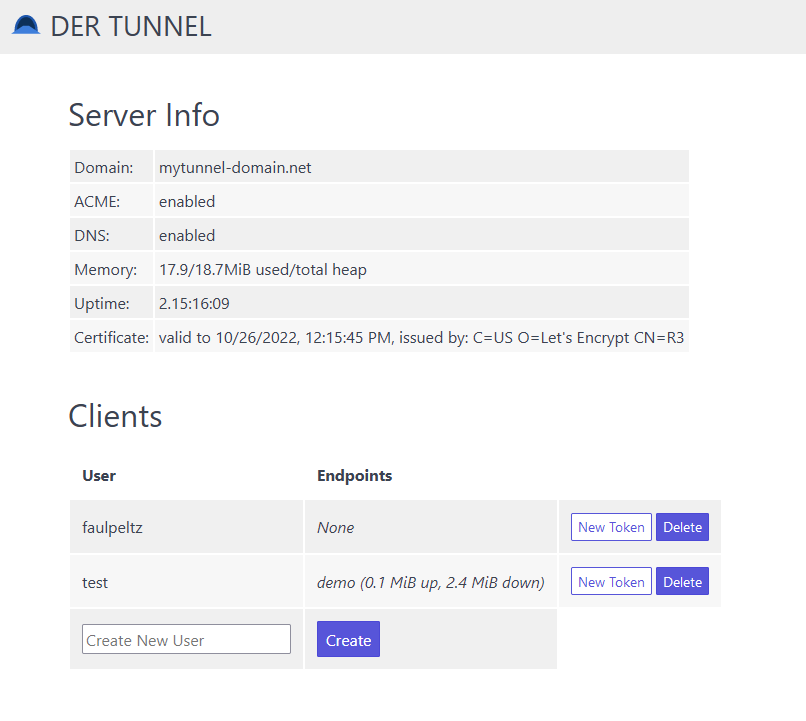 DER TUNNEL
Server Info
Domain: mytunnel-domain.net
ACME: enabled
DNS: enabled
Memory: 17.9/18.7MiB used/total heap
Uptime: 2.15:16:09
Certificate: valid to 10/26/2022, 12:15:45 PM, issued by: C=US O=Let's Encrypt CN=R3
Clients
User Endpoints
faulpeltz None New Token Delete
test demo (0.1 MiB up, 2.4 MiB down) New Token Delete
Create New User Create